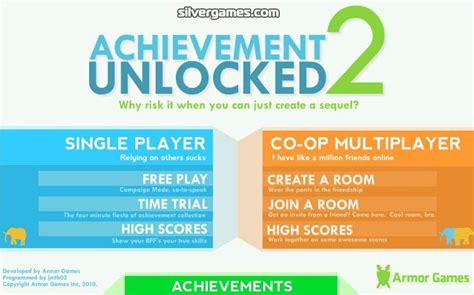 silvergames.com
ACHIEVEMENT
UNLOCKED 2
Why risk it when you can just create a sequel?
SINGLE PLAYER
Relying on others sucks
FREE PLAY
Campaign Mode, so-to-speak
TIME TRIAL
The four minute fiesta of achievement collection
HIGH SCORES
Show your BFF's your true skills
CO-OP MULTIPLAYER
I have like a million friends online
CREATE A ROOM
Wear the pants in the friendship
JOIN A ROOM
Got an invite from a friend? Come here. Cool room, bro.
HIGH SCORES
Work together on some awesome scores
Developed by Armor Games
Programmed by jmtb02
Copyright Armor Games Inc, 2010.
Armor Games
ACHIEVEMENTS